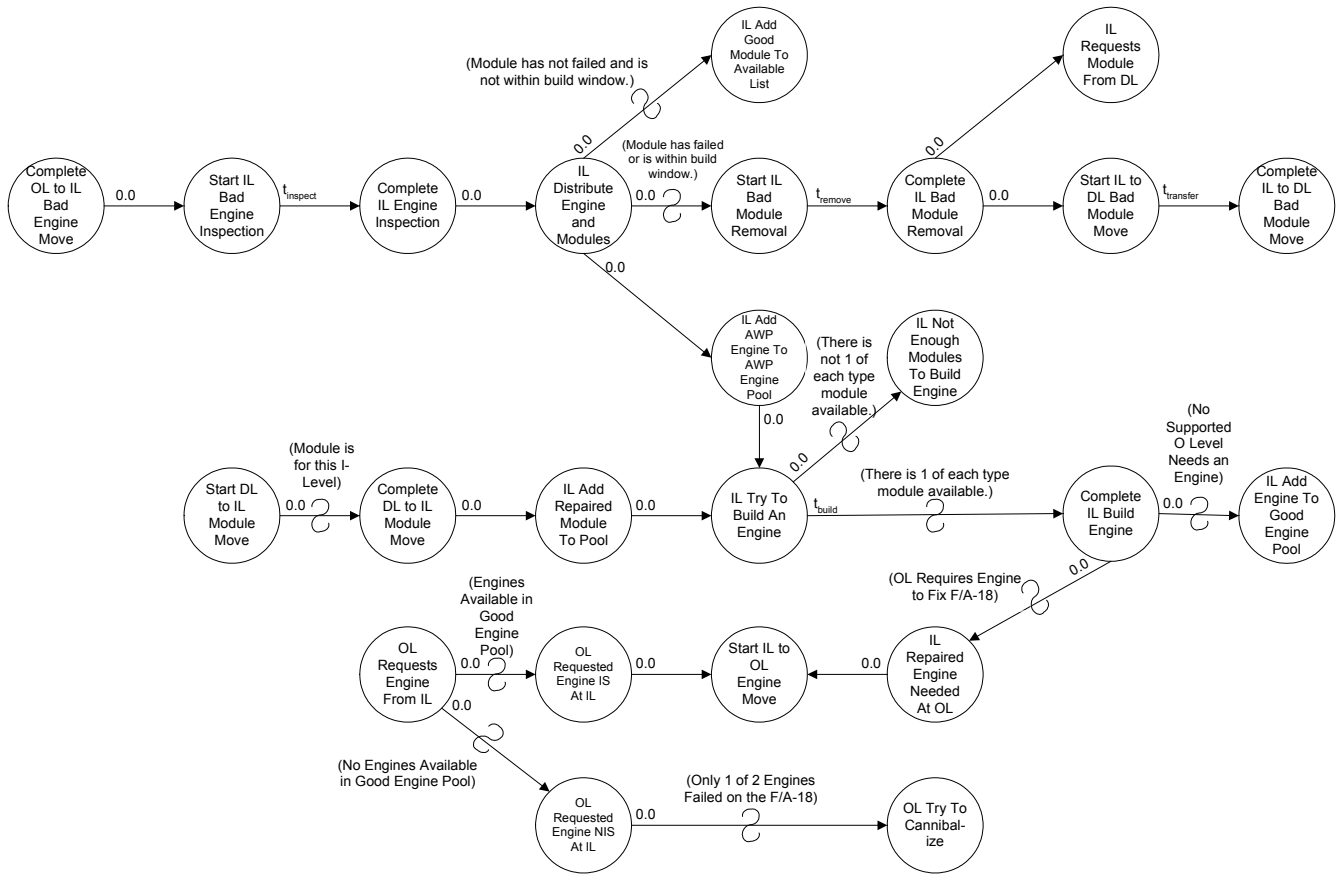 IL Add
Good
Module To
Available
List
IL
Requests
Module
From DL
(Module has not failed and is
not within build window.)
0.0
(Module has failed
or is within build
window.)
0.0
Complete
OL to IL
Bad
Engine
Move
0.0
Start IL
Bad
Engine
Inspection
tinspect
Complete
IL Engine
Inspection
0.0
IL
Distribute
Engine
and
Modules
0.0
Start IL
Bad
Module
Removal
tremove
Complete
IL Bad
Module
Removal
0.0
Start IL to
DL Bad
Module
Move
ttransfer
Complete
IL to DL
Bad
Module
Move
0.0
IL Add
AWP
Engine To
AWP
Engine
Pool
(There is
not 1 of
each type
module
available.)
IL Not
Enough
Modules
To Build
Engine
0.0
0.0
(Module is
for this I-
Level)
(There is 1 of each type
module available.)
(No
Supported
O Level
Needs an
Engine)
Start DL
to IL
Module
Move
0.0
Complete
DL to IL
Module
Move
0.0
IL Add
Repaired
Module
To Pool
0.0
IL Try To
Build An
Engine
tbuild
Complete
IL Build
Engine
0.0
IL Add
Engine To
Good
Engine
Pool
0.0
(OL Requires Engine
to Fix F/A-18)
(Engines
Available in
Good
Engine
Pool)
OL
Requests
Engine
From IL
0.0
OL
Requested
Engine IS
At IL
0.0
Start IL to
OL
Engine
Move
0.0
IL
Repaired
Engine
Needed
At OL
0.0
(No Engines Available
in Good Engine Pool)
OL
Requested
Engine NIS
At IL
0.0
(Only 1 of 2 Engines
Failed on the F/A-18)
OL Try To
Cannibal-
ize